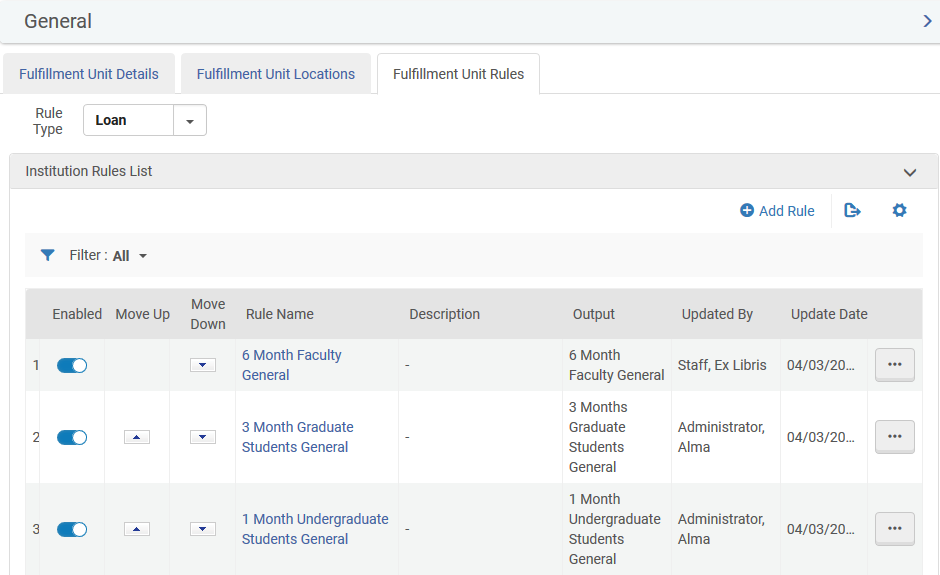 General
Fulfillment Unit Details
Fulfillment Unit Locations
Fulfillment Unit Rules
Rule
Type
Loan
Institution Rules List
Add Rule
Filter : All
Enabled
Move Up
Move
Down
Rule Name
Description
Output
Updated By
Update Date
1
6 Month Faculty
General
-
6 Month
Faculty General
Staff, Ex Libris
04/03/20...
2
3 Month Graduate
Students General
-
3 Months
Graduate
Students
General
Administrator,
Alma
04/03/20...
3
1 Month Undergraduate
Students General
-
1 Month
Undergraduate
Students
General
Administrator,
Alma
04/03/20...